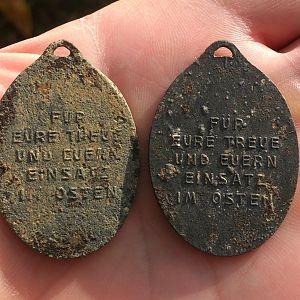 FÜR
EURE TREUE
UND EUERN
EINSATZ
IM OSTEN
FÜR
EURE TREUE
UND EUERN
EINSATZ
IM OSTEN